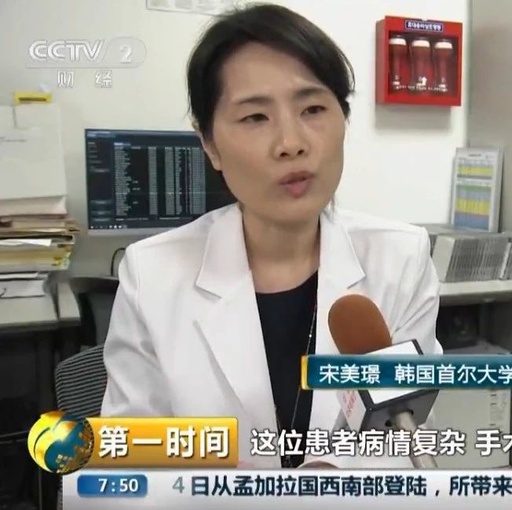 CCTV 2
财经
宋美璟 韩国首尔大学
第一时间
这位患者病情复杂 手
7:50
4日从孟加拉国西南部登陆，所带来